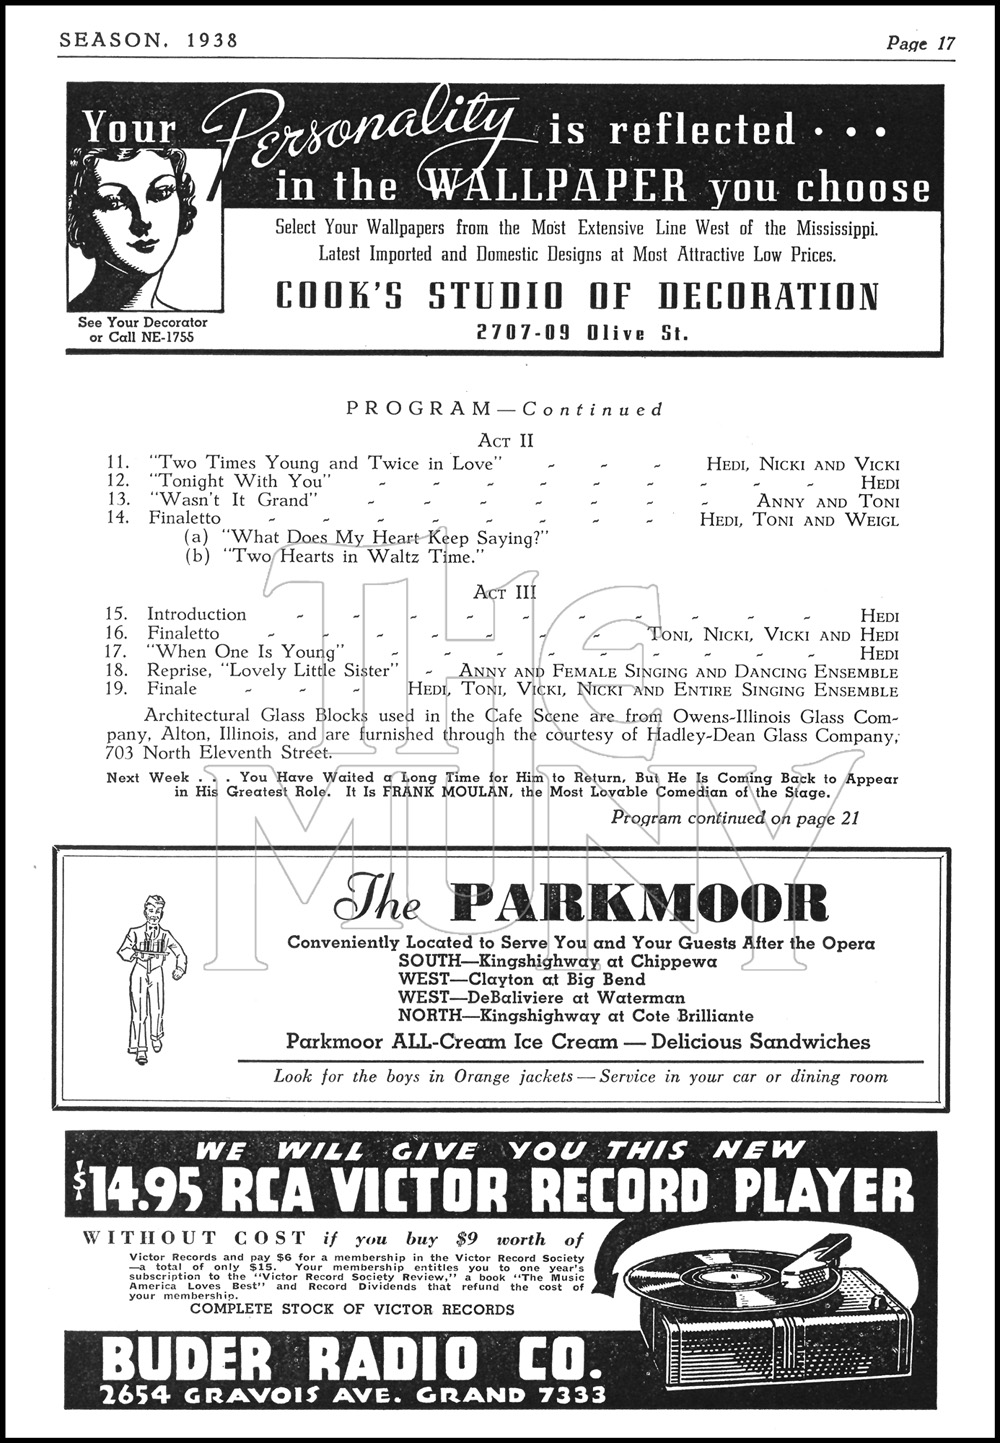 SEASON, 1938
Page 17
Your Personality is reflected . . .
in the WALLPAPER you choose
Select Your Wallpapers from the Most Extensive Line West of the Mississippi.
Latest Imported and Domestic Designs at Most Attractive Low Prices.
COOK'S STUDIO OF DECORATION
2707-09 Olive St.
See Your Decorator
or Call NE-1755
PROGRAM—Continued
ACT II
11. "Two Times Young and Twice in Love" - - - HEDI, NICKI AND VICKI
12. "Tonight With You" - - - - - - - - - HEDI
13. "Wasn't It Grand" - - - - - - - ANNY AND TONI
14. Finaletto - - - - - - - - HEDI, TONI AND WEIGL
(a) "What Does My Heart Keep Saying?"
(b) "Two Hearts in Waltz Time."
ACT III
15. Introduction - - - - - - - - - - HEDI
16. Finaletto - - - - - - - TONI, NICKI, VICKI AND HEDI
17. "When One Is Young" - - - - - - - - - HEDI
18. Reprise, "Lovely Little Sister" - ANNY AND FEMALE SINGING AND DANCING ENSEMBLE
19. Finale - - - HEDI, TONI, VICKI, NICKI AND ENTIRE SINGING ENSEMBLE
Architectural Glass Blocks used in the Cafe Scene are from Owens-Illinois Glass Com-
pany, Alton, Illinois, and are furnished through the courtesy of Hadley-Dean Glass Company,
703 North Eleventh Street.
Next Week . . . You Have Waited a Long Time for Him to Return, But He Is Coming Back to Appear
in His Greatest Role. It Is FRANK MOULAN, the Most Lovable Comedian of the Stage.
Program continued on page 21
THE
MUNY
The PARKMOOR
Conveniently Located to Serve You and Your Guests After the Opera
SOUTH—Kingshighway at Chippewa
WEST—Clayton at Big Bend
WEST—DeBaliviere at Waterman
NORTH—Kingshighway at Cote Brilliante
Parkmoor ALL-Cream Ice Cream — Delicious Sandwiches
Look for the boys in Orange jackets—Service in your car or dining room
WE WILL GIVE YOU THIS NEW
$14.95 RCA VICTOR RECORD PLAYER
WITHOUT COST if you buy $9 worth of
Victor Records and pay $6 for a membership in the Victor Record Society
—a total of only $15. Your membership entitles you to one year's
subscription to the "Victor Record Society Review," a book "The Music
America Loves Best" and Record Dividends that refund the cost of
your membership.
COMPLETE STOCK OF VICTOR RECORDS
BUDER RADIO CO.
2654 GRAVOIS AVE. GRAND 7333